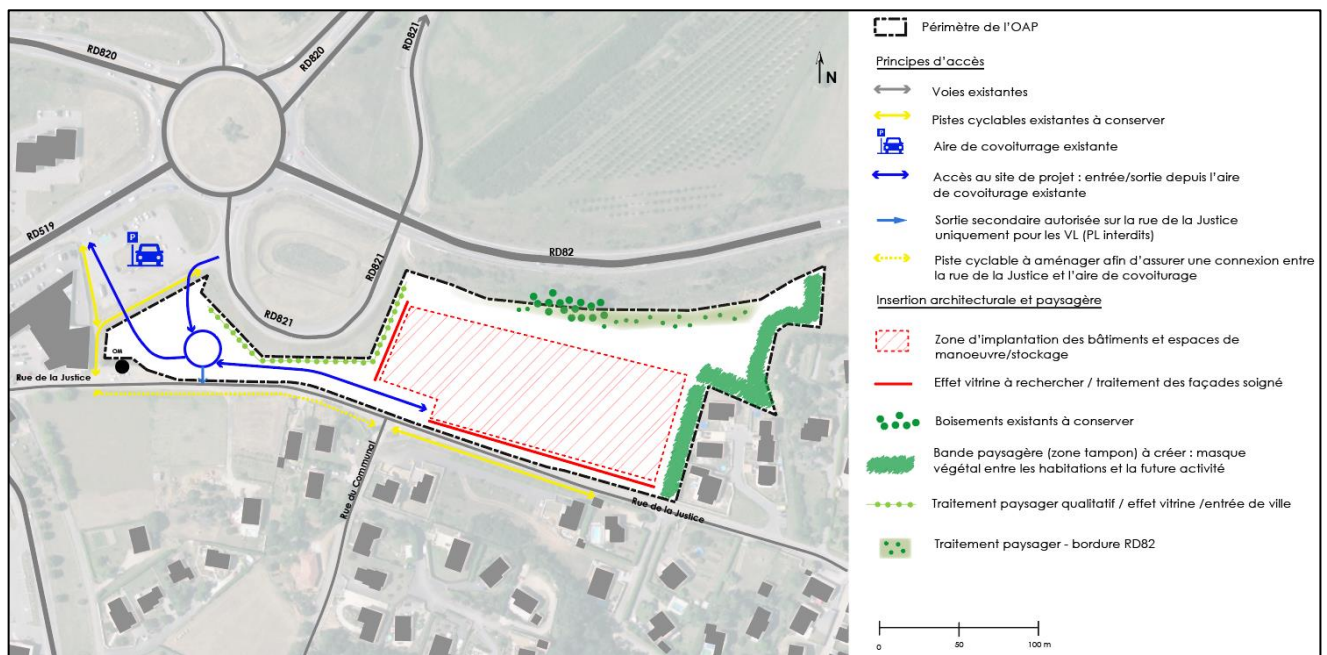 RD820
RD820
RD821
N
RD519
P
RD821
RD82
RD821
OM
Rue de la Justice
Rue du Communal
Rue de la Justice
Périmètre de l'OAP
Principes d'accès
Voies existantes
Pistes cyclables existantes à conserver
P
Aire de covoiturrage existante
Accès au site de projet : entrée/sortie depuis l'aire
de covoiturage existante
Sortie secondaire autorisée sur la rue de la Justice
uniquement pour les VL (PL interdits)
Piste cyclable à aménager afin d'assurer une connexion entre
la rue de la Justice et l'aire de covoiturage
Insertion architecturale et paysagère
Zone d'implantation des bâtiments et espaces de
manoeuvre/stockage
Effet vitrine à rechercher / traitement des façades soigné
Boisements existants à conserver
Bande paysagère (zone tampon) à créer : masque
végétal entre les habitations et la future activité
Traitement paysager qualitatif / effet vitrine /entrée de ville
Traitement paysager - bordure RD82
0 50 100 m